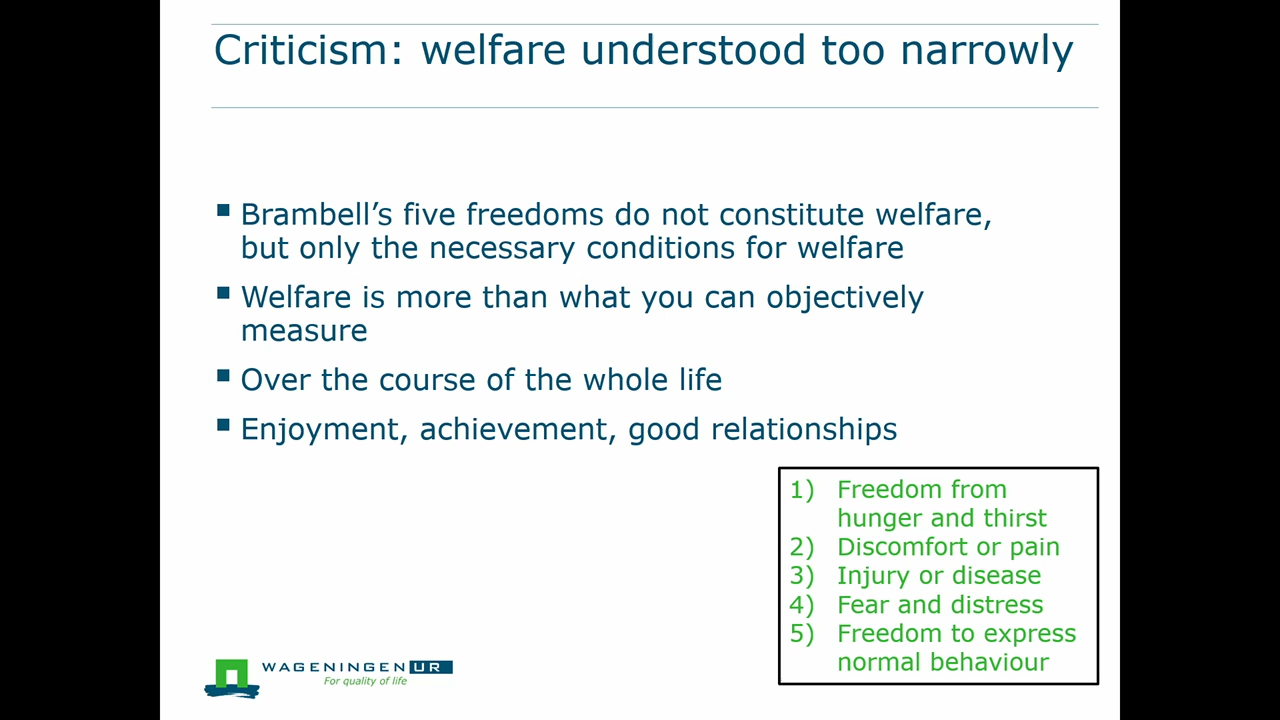 Criticism: welfare understood too narrowly
▪ Brambell’s five freedoms do not constitute welfare,
but only the necessary conditions for welfare
▪ Welfare is more than what you can objectively
measure
▪ Over the course of the whole life
▪ Enjoyment, achievement, good relationships
1) Freedom from
hunger and thirst
2) Discomfort or pain
3) Injury or disease
4) Fear and distress
5) Freedom to express
normal behaviour
WAGENINGEN UR
For quality of life